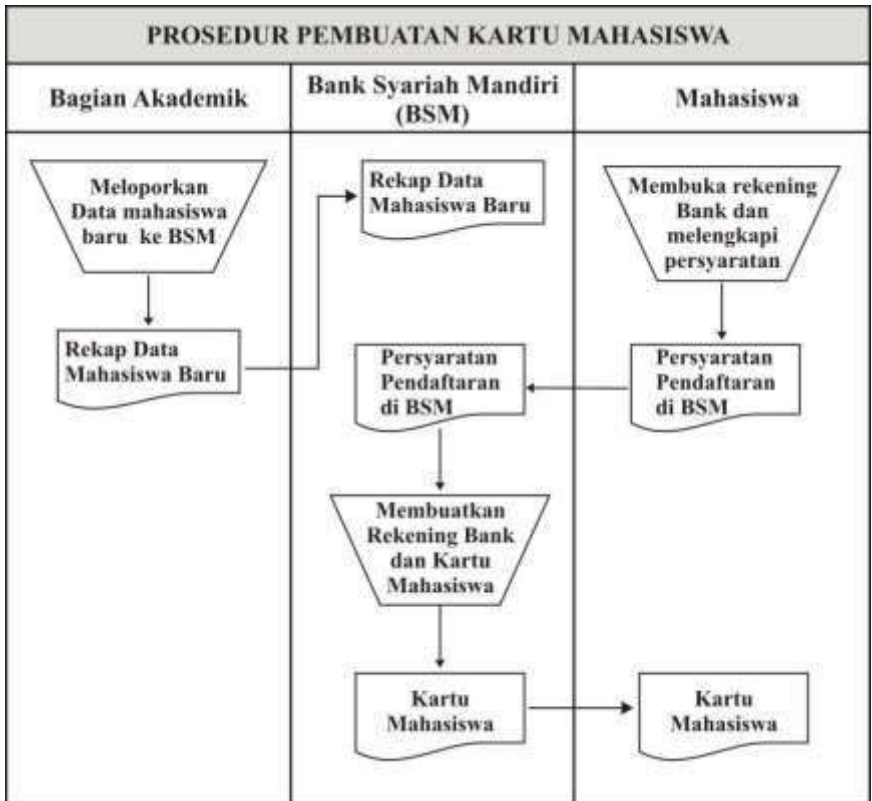 PROSEDUR PEMBUATAN KARTU MAHASISWA
Bagian Akademik
Bank Syariah Mandiri
(BSM)
Mahasiswa
Meloporkan
Data mahasiswa
baru ke BSM
Rekap Data
Mahasiswa Baru
Rekap Data
Mahasiswa Baru
Persyaratan
Pendaftaran
di BSM
Membuatkan
Rekening Bank
dan Kartu
Mahasiswa
Kartu
Mahasiswa
Membuka rekening
Bank dan
melengkapi
persyaratan
Persyaratan
Pendaftaran
di BSM
Kartu
Mahasiswa